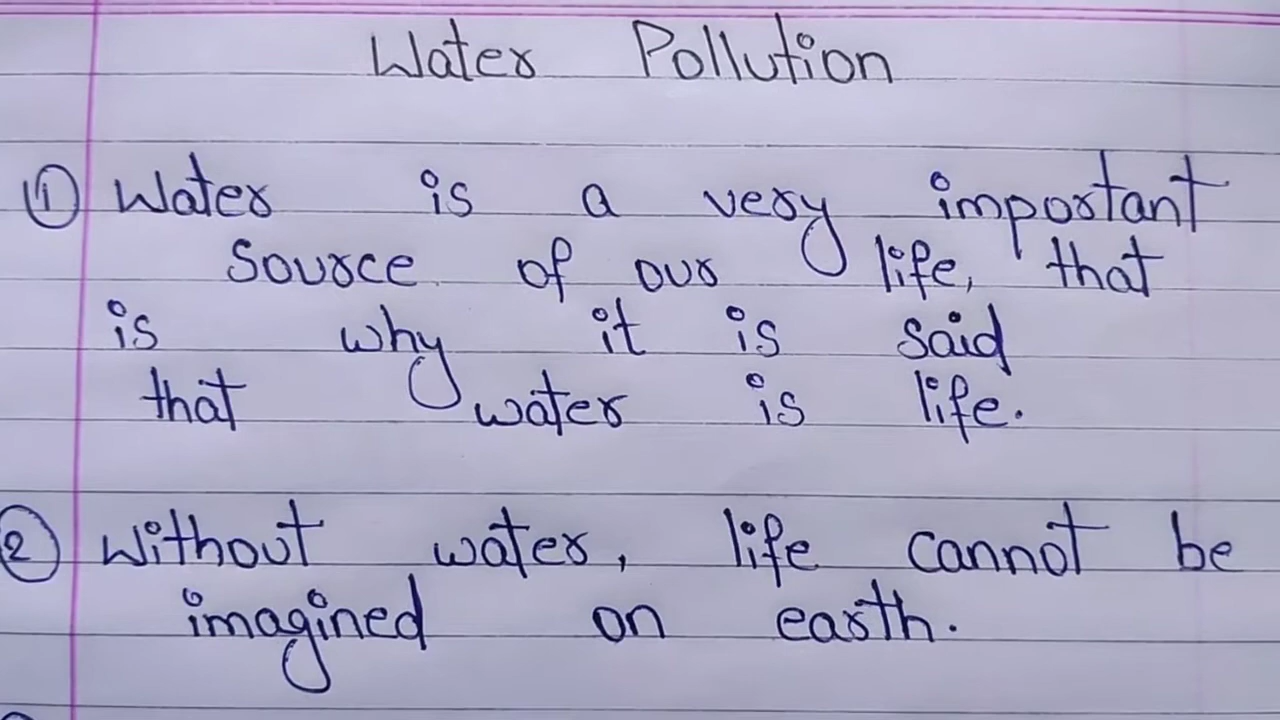 Water Pollution
① Water is a very important
source of our life, that
is why it is said
that water is life.
② Without water, life cannot be
imagined on earth.